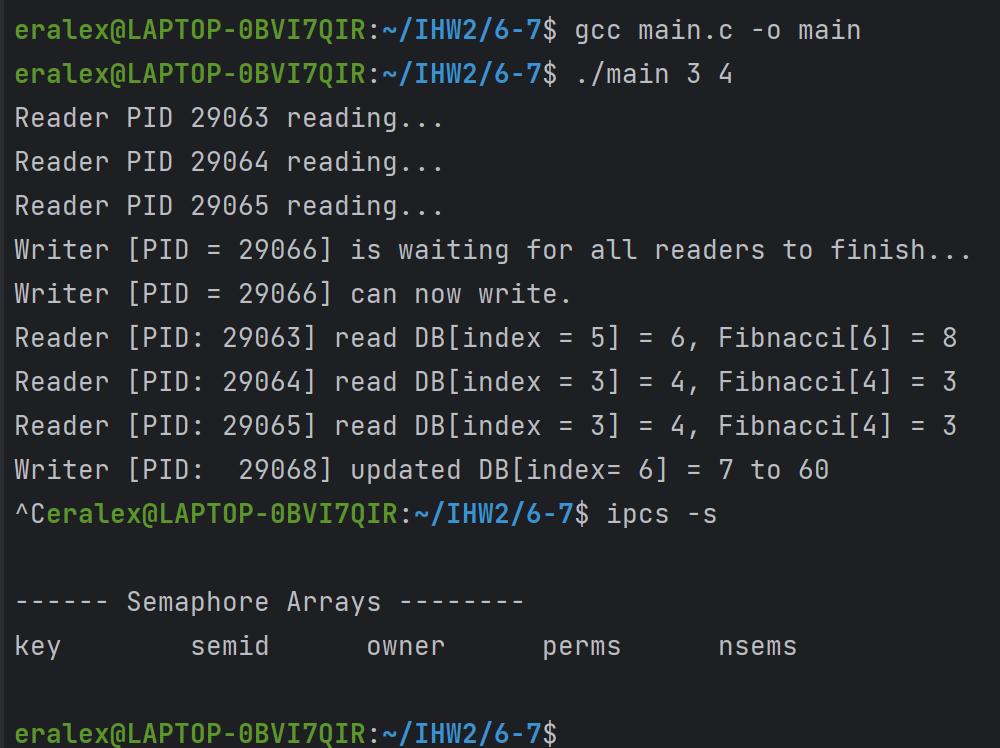 eralex@LAPTOP-0BVI7QIR:~/IHW2/6-7$ gcc main.c -o main
eralex@LAPTOP-0BVI7QIR:~/IHW2/6-7$ ./main 3 4
Reader PID 29063 reading...
Reader PID 29064 reading...
Reader PID 29065 reading...
Writer [PID = 29066] is waiting for all readers to finish...
Writer [PID = 29066] can now write.
Reader [PID: 29063] read DB[index = 5] = 6, Fibnacci[6] = 8
Reader [PID: 29064] read DB[index = 3] = 4, Fibnacci[4] = 3
Reader [PID: 29065] read DB[index = 3] = 4, Fibnacci[4] = 3
Writer [PID:  29068] updated DB[index= 6] = 7 to 60
^Ceralex@LAPTOP-0BVI7QIR:~/IHW2/6-7$ ipcs -s
------ Semaphore Arrays --------
key        semid      owner      perms      nsems
eralex@LAPTOP-0BVI7QIR:~/IHW2/6-7$